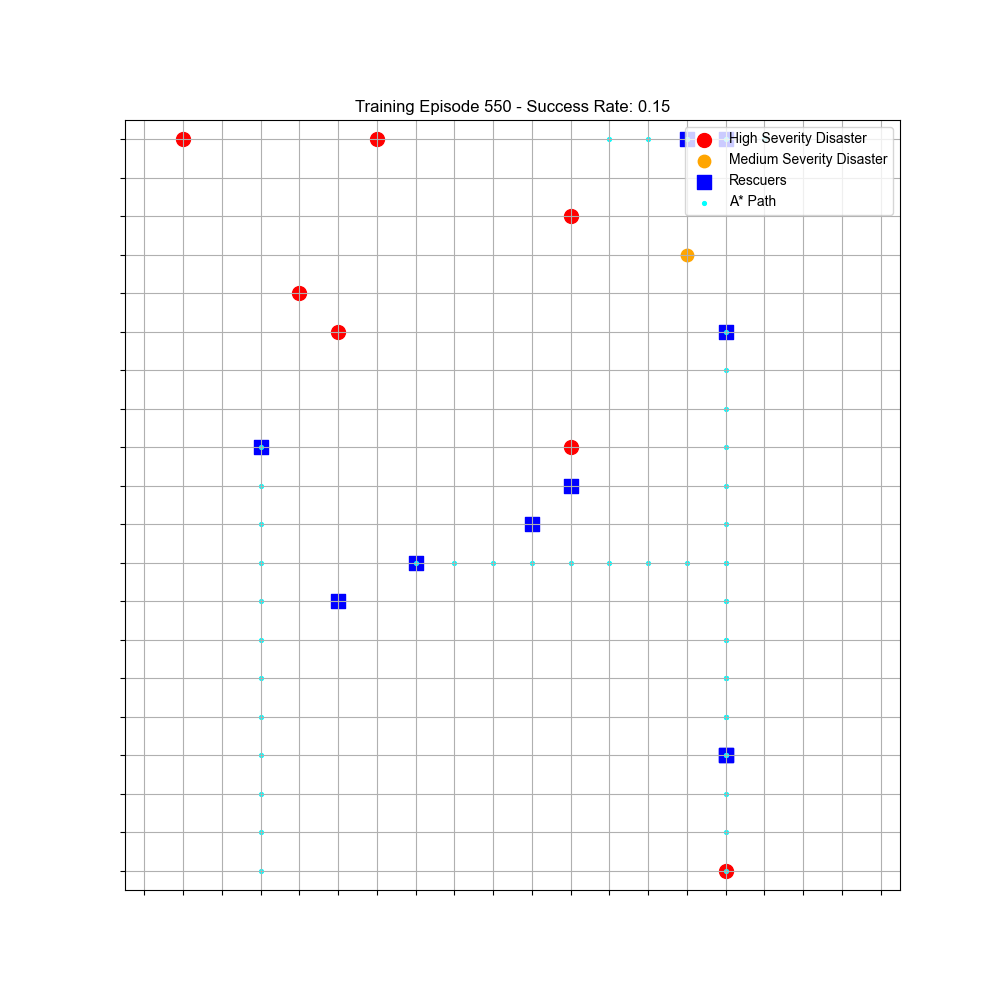 Training Episode 550 - Success Rate: 0.15
High Severity Disaster
Medium Severity Disaster
Rescuers
A* Path